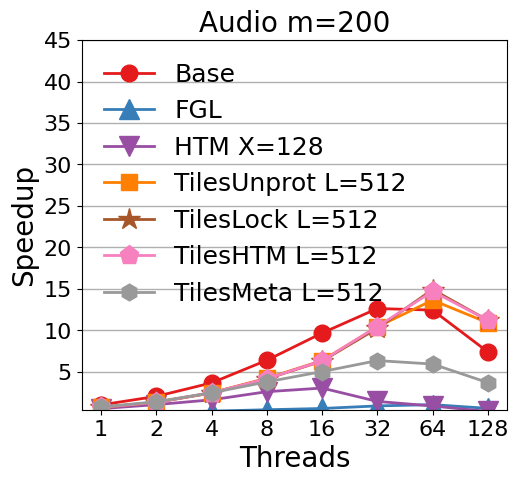 Audio m=200
Speedup
45
40
35
30
25
20
15
10
5
Base
FGL
HTM X=128
TilesUnprot L=512
TilesLock L=512
TilesHTM L=512
TilesMeta L=512
1 2 4 8 16 32 64 128
Threads